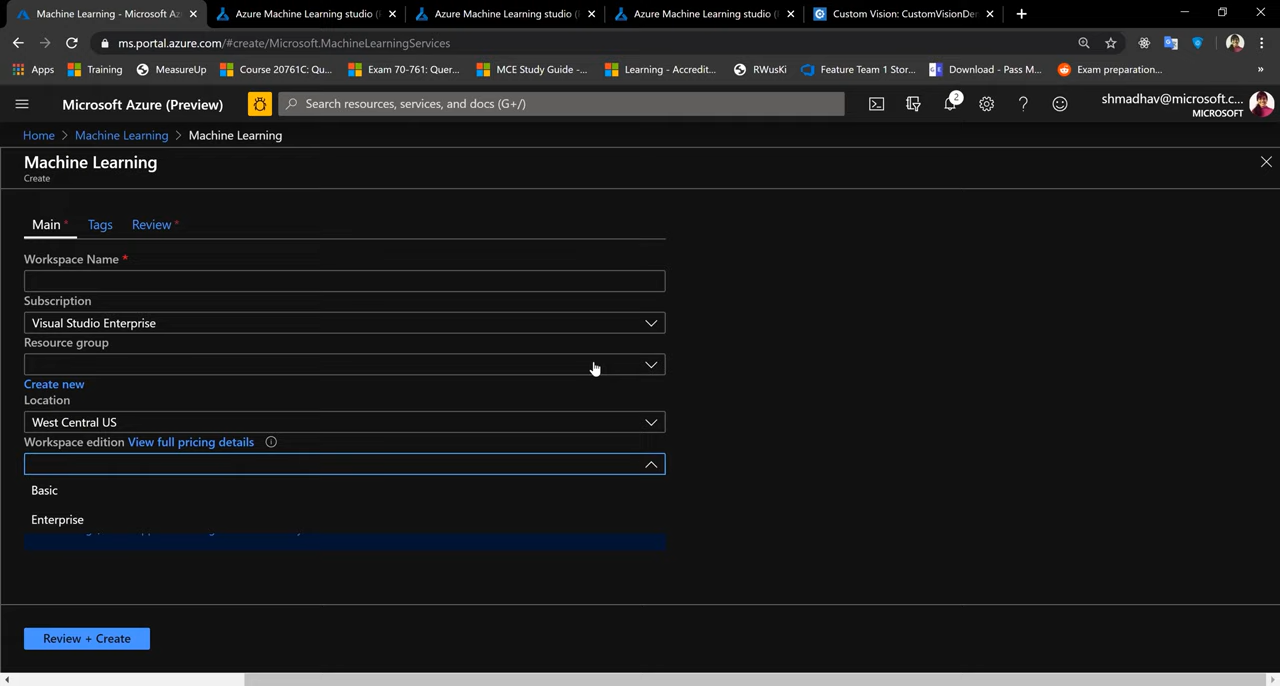 Machine Learning - Microsoft Az
Azure Machine Learning studio (
Azure Machine Learning studio (
Azure Machine Learning studio (
Custom Vision: CustomVisionDer
ms.portal.azure.com/#create/Microsoft.MachineLearningServices
Apps
Training
MeasureUp
Course 20761C: Qu...
Exam 70-761: Quer...
MCE Study Guide -...
Learning - Accredit...
RWusKi
Feature Team 1 Stor...
Download - Pass M...
Exam preparation...
»
Microsoft Azure (Preview)
Search resources, services, and docs (G+/)
2
shmadhav@microsoft.c...
MICROSOFT
Home > Machine Learning > Machine Learning
Machine Learning
Create
Main *
Tags
Review *
Workspace Name *
Subscription
Visual Studio Enterprise
Resource group
Create new
Location
West Central US
Workspace edition View full pricing details
Basic
Enterprise
Review + Create